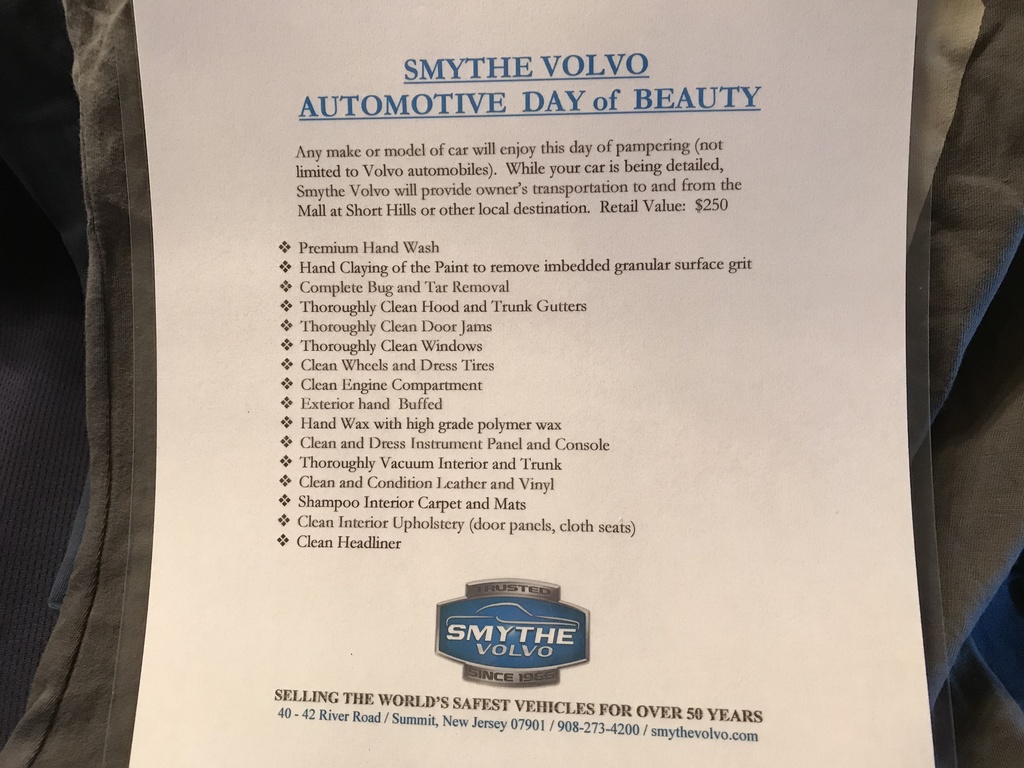 SMYTHE VOLVO
AUTOMOTIVE DAY of BEAUTY
Any make or model of car will enjoy this day of pampering (not
limited to Volvo automobiles). While your car is being detailed,
Smythe Volvo will provide owner's transportation to and from the
Mall at Short Hills or other local destination. Retail Value: $250
❖ Premium Hand Wash
❖ Hand Claying of the Paint to remove imbedded granular surface grit
❖ Complete Bug and Tar Removal
❖ Thoroughly Clean Hood and Trunk Gutters
❖ Thoroughly Clean Door Jams
❖ Thoroughly Clean Windows
❖ Clean Wheels and Dress Tires
❖ Clean Engine Compartment
❖ Exterior hand Buffed
❖ Hand Wax with high grade polymer wax
❖ Clean and Dress Instrument Panel and Console
❖ Thoroughly Vacuum Interior and Trunk
❖ Clean and Condition Leather and Vinyl
❖ Shampoo Interior Carpet and Mats
❖ Clean Interior Upholstery (door panels, cloth seats)
❖ Clean Headliner
TRUSTED
SMYTHE
VOLVO
SINCE
SELLING THE WORLD'S SAFEST VEHICLES FOR OVER 50 YEARS
40 - 42 River Road / Summit, New Jersey 07901 / 908-273-4200 / smythevolvo.com